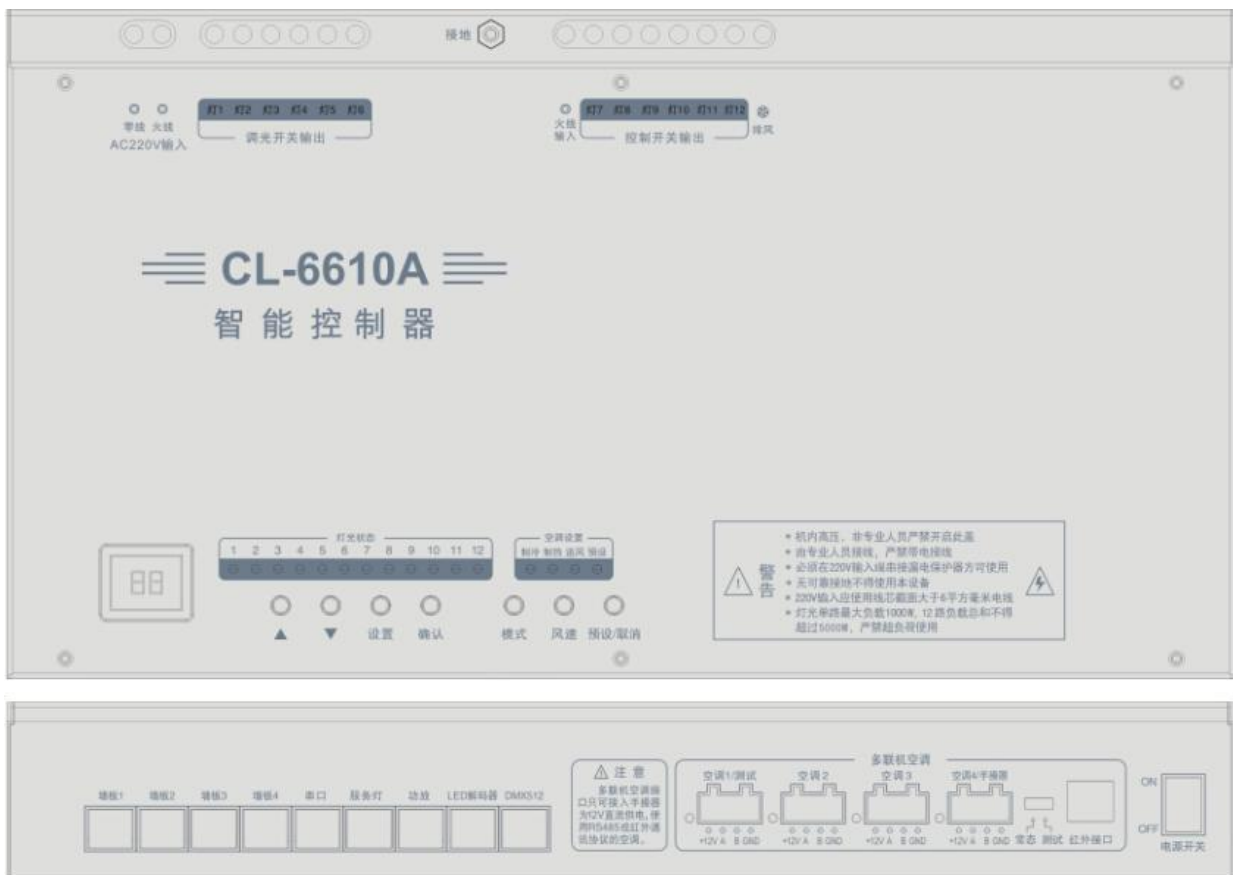 接地
零线 火线
AC220V输入
灯1 灯2 灯3 灯4 灯5 灯6
调光开关输出
火线
输入
灯7 灯8 灯9 灯10 灯11 灯12
控制开关输出
排风
CL-6610A
智能控制器
88
灯光状态
1 2 3 4 5 6 7 8 9 10 11 12
▲ ▼ 设置 确认
空调设置
制冷 制热 送风 预设
模式 风速 预设/取消
警告
* 机内高压，非专业人员严禁开启此盖
* 由专业人员接线，严禁带电接线
* 必须在220V输入端串接漏电保护器方可使用
* 无可靠接地不得使用本设备
* 220V输入应使用线芯截面大于6平方毫米电线
* 灯光单路最大负载1000W, 12路负载总和不得
超过5000W，严禁超负荷使用
墙板1 墙板2 墙板3 墙板4 串口 服务灯 功放 LED解码器 DMX512
注意
多联机空调接
口只可接入手操器
为12V直流供电,使
用RS485或红外通
讯协议的空调。
多联机空调
空调1/测试 空调2 空调3 空调4/手操器
+12V A B GND +12V A B GND +12V A B GND +12V A B GND
常态 测试 红外接口
ON
OFF
电源开关